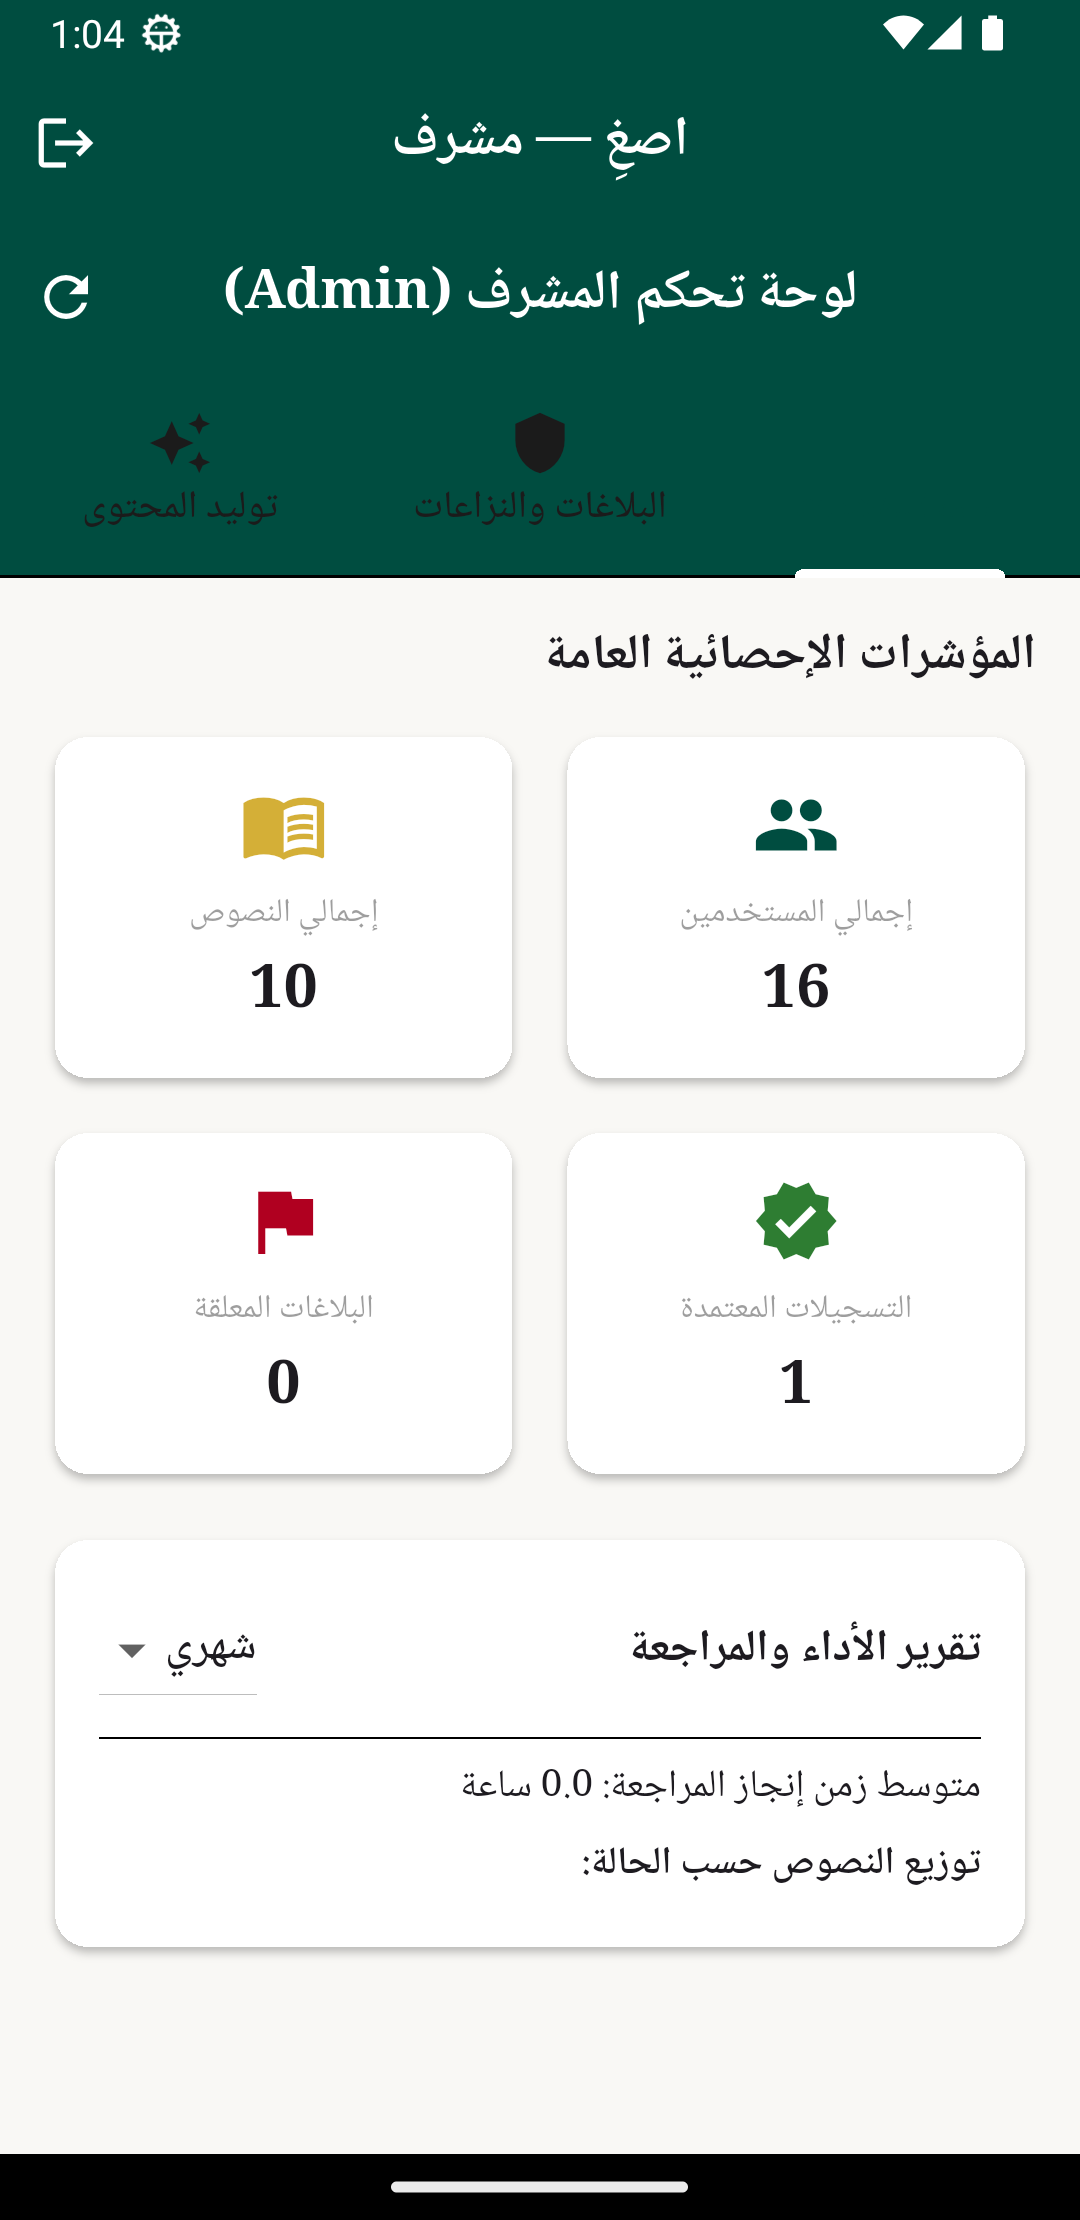 1:04
اصغِ — مشرف
لوحة تحكم المشرف (Admin)
البلاغات والنزاعات
توليد المحتوى
المؤشرات الإحصائية العامة
إجمالي المستخدمين
16
إجمالي النصوص
10
التسجيلات المعتمدة
1
البلاغات المعلقة
0
تقرير الأداء والمراجعة
شهري
متوسط زمن إنجاز المراجعة: 0.0 ساعة
توزيع النصوص حسب الحالة: